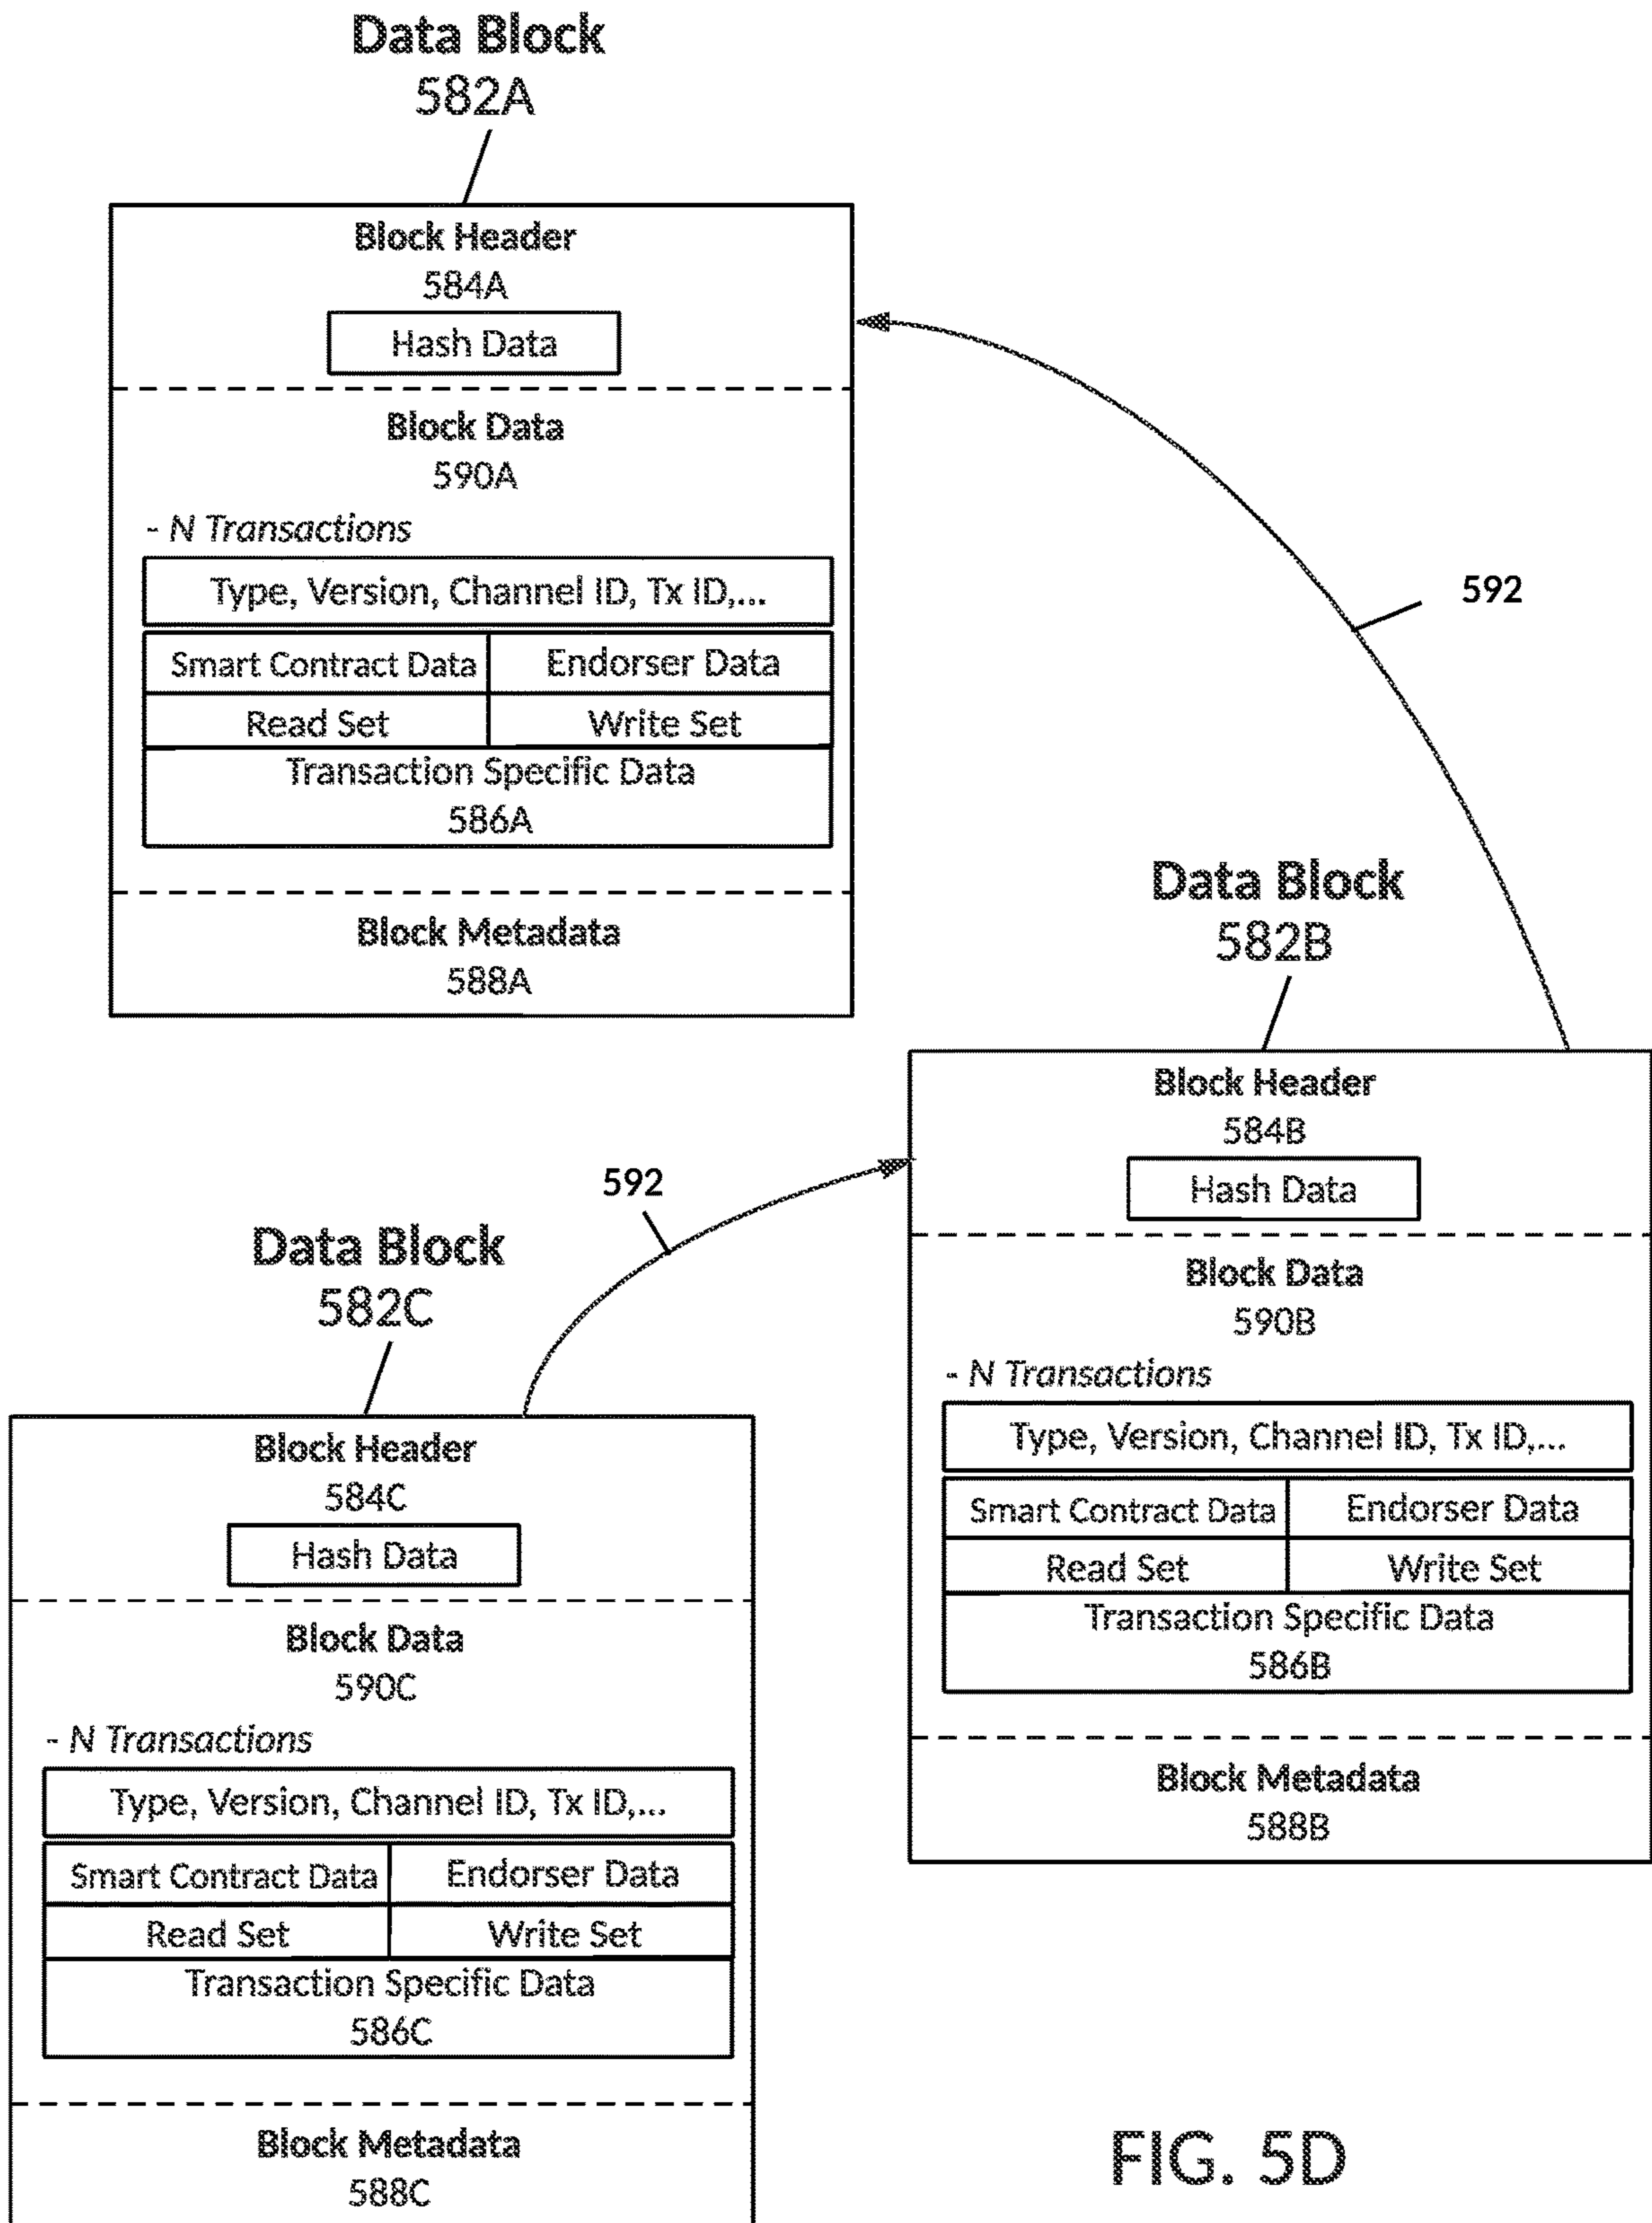 Data Block
582A
Block Header
584A
Hash Data
Block Data
590A
- N Transactions
Type, Version, Channel ID, Tx ID,...
Smart Contract Data
Endorser Data
Read Set
Write Set
Transaction Specific Data
586A
Block Metadata
588A
592
Data Block
582B
Block Header
584B
Hash Data
Block Data
590B
- N Transactions
Type, Version, Channel ID, Tx ID,...
Smart Contract Data
Endorser Data
Read Set
Write Set
Transaction Specific Data
586B
Block Metadata
588B
592
Data Block
582C
Block Header
584C
Hash Data
Block Data
590C
- N Transactions
Type, Version, Channel ID, Tx ID,...
Smart Contract Data
Endorser Data
Read Set
Write Set
Transaction Specific Data
586C
Block Metadata
588C
FIG. 5D